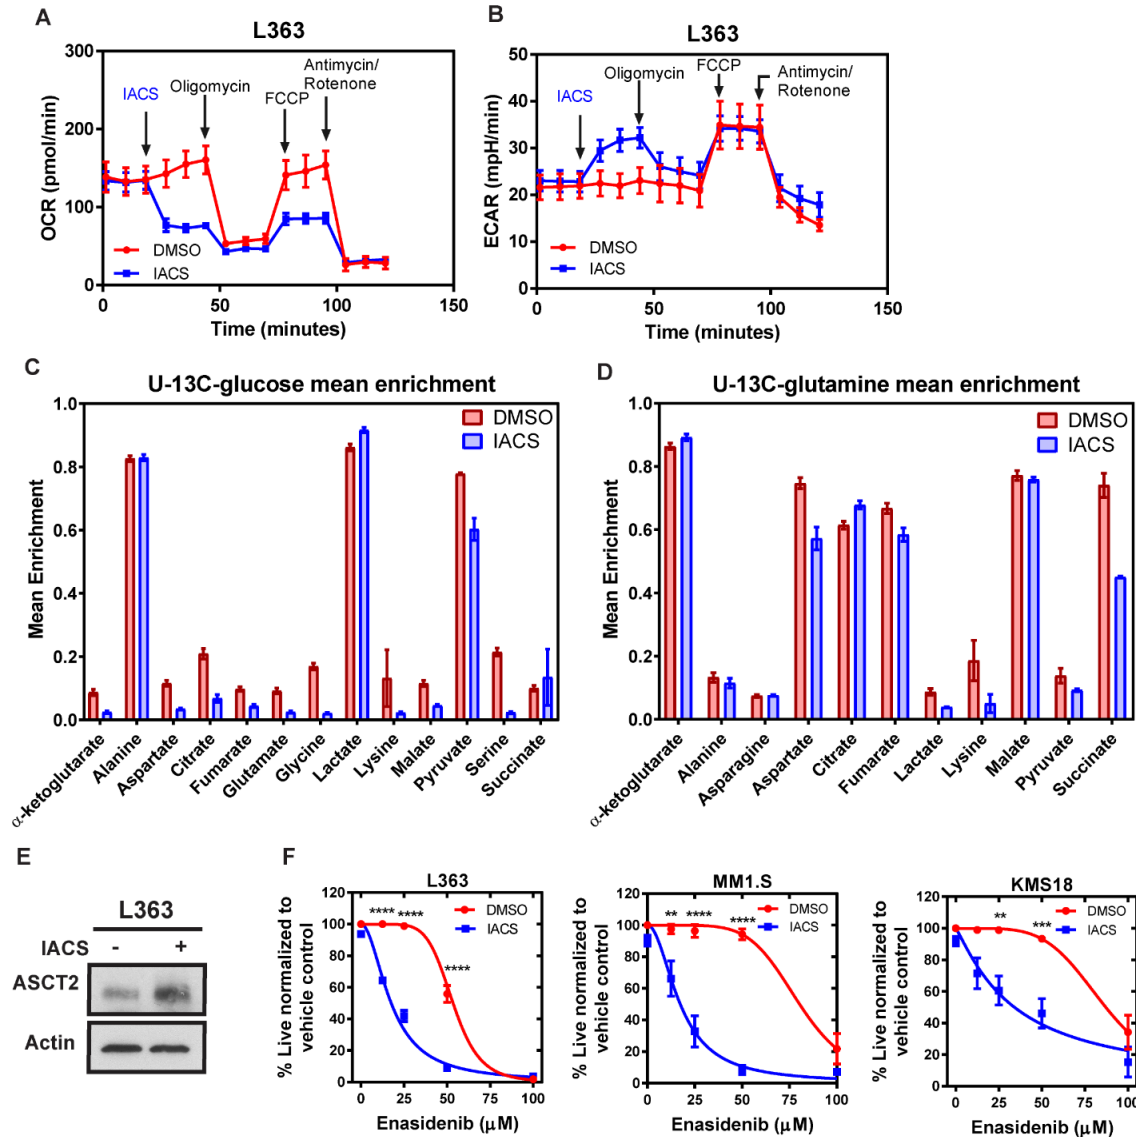 A
L363
300
200
100
0
OCR (pmol/min)
IACS
Oligomycin
FCCP
Antimycin/
Rotenone
DMSO
IACS
0
50
100
150
Time (minutes)
B
L363
50
40
30
20
10
0
ECAR (mpH/min)
IACS
Oligomycin
FCCP
Antimycin/
Rotenone
DMSO
IACS
0
50
100
150
Time (minutes)
C
U-13C-glucose mean enrichment
1.0
0.8
0.6
0.4
0.2
0.0
Mean Enrichment
DMSO
IACS
α-ketoglutarate
Alanine
Aspartate
Citrate
Fumarate
Glutamate
Glycine
Lactate
Lysine
Malate
Pyruvate
Serine
Succinate
D
U-13C-glutamine mean enrichment
1.0
0.8
0.6
0.4
0.2
0.0
Mean Enrichment
DMSO
IACS
α-ketoglutarate
Alanine
Asparagine
Aspartate
Citrate
Fumarate
Lactate
Lysine
Malate
Pyruvate
Succinate
E
L363
IACS - +
ASCT2
Actin
F
L363
120
100
80
60
40
20
0
% Live normalized to
vehicle control
**** ****
****
DMSO
IACS
0
25
50
75
100
MM1.S
120
100
80
60
40
20
0
% Live normalized to
vehicle control
** **** ****
DMSO
IACS
0
25
50
75
100
KMS18
120
100
80
60
40
20
0
% Live normalized to
vehicle control
**
***
DMSO
IACS
0
25
50
75
100
Enasidenib (μM)
Enasidenib (μM)
Enasidenib (μM)